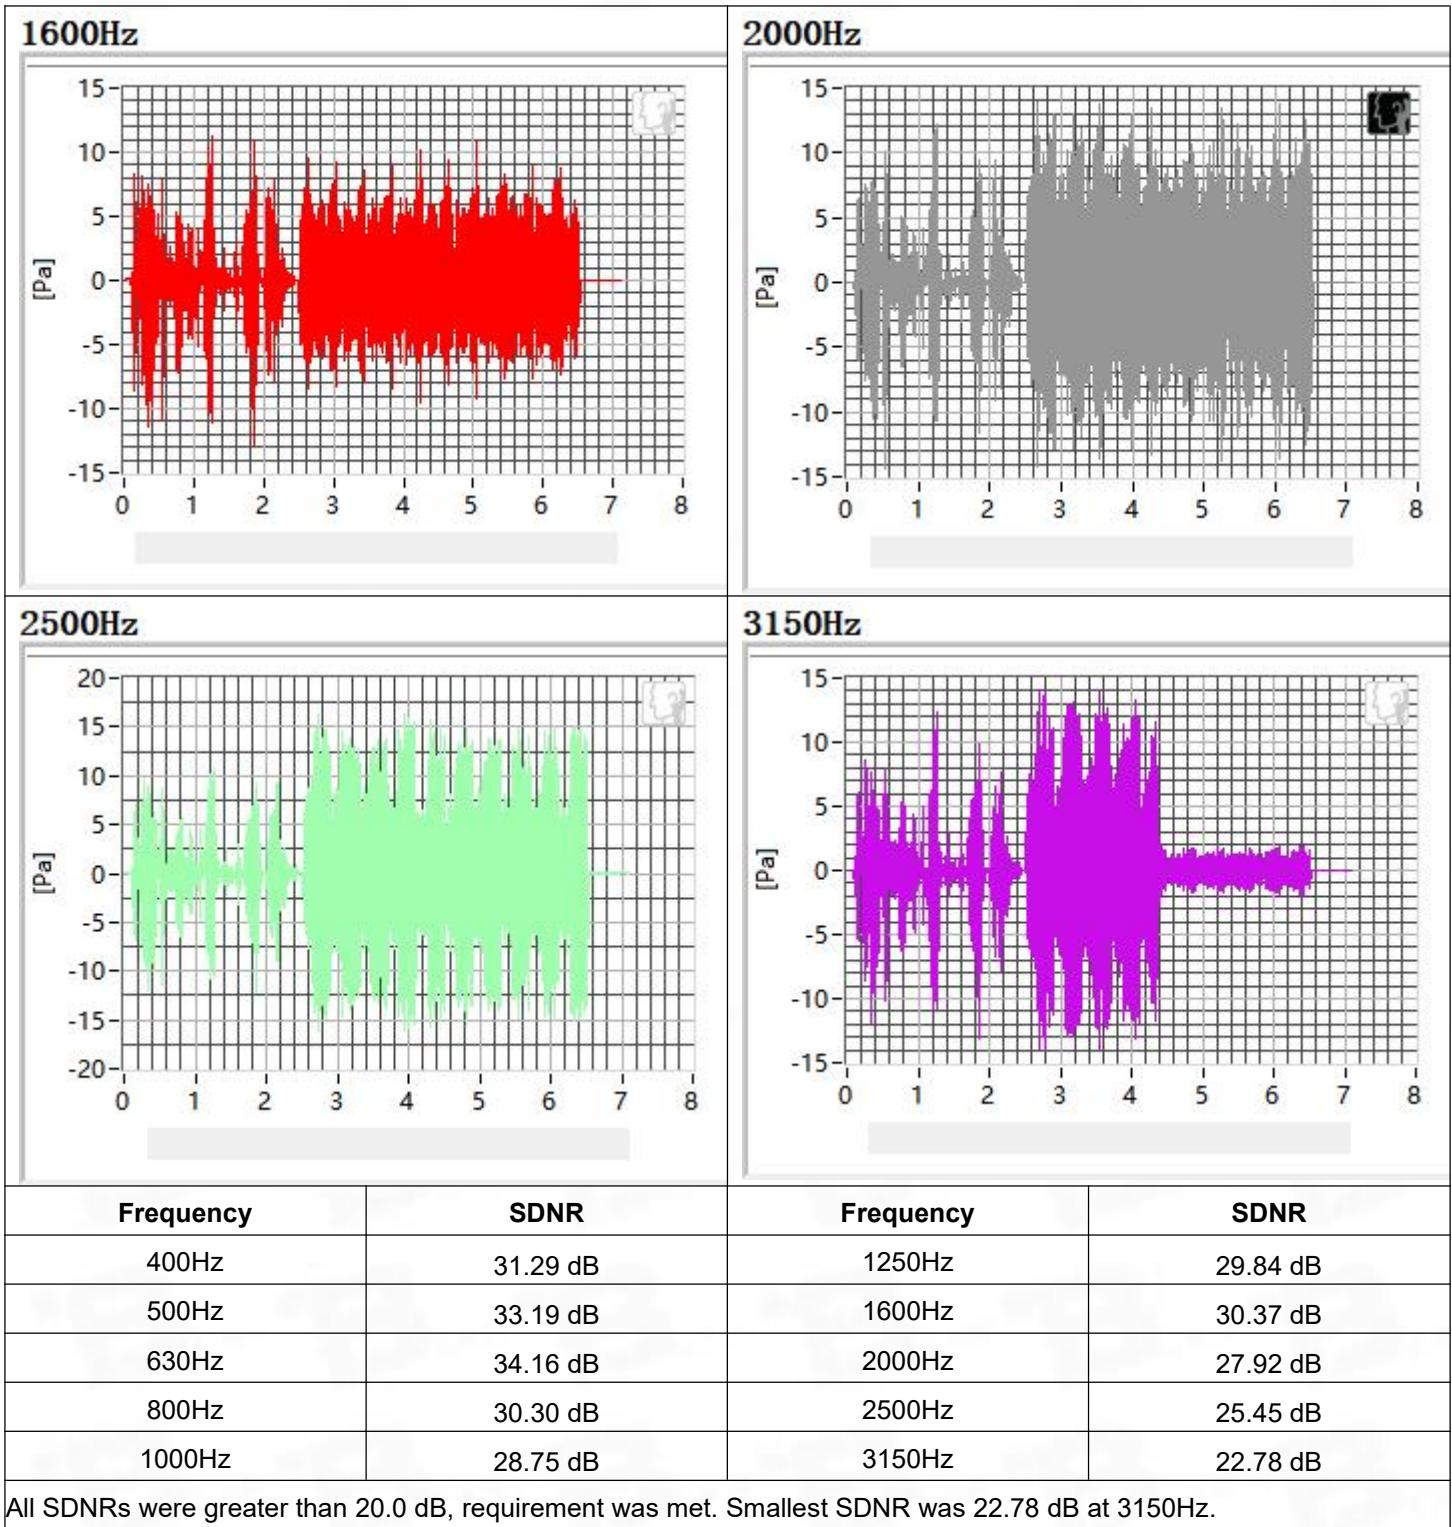 1600Hz
15
10
5
0
-5
-10
-15
[Pa]
0 1 2 3 4 5 6 7 8
2000Hz
15
10
5
0
-5
-10
-15
[Pa]
0 1 2 3 4 5 6 7 8
2500Hz
20
15
10
5
0
-5
-10
-15
-20
[Pa]
0 1 2 3 4 5 6 7 8
3150Hz
15
10
5
0
-5
-10
-15
[Pa]
0 1 2 3 4 5 6 7 8
Frequency SDNR Frequency SDNR
400Hz 31.29 dB 1250Hz 29.84 dB
500Hz 33.19 dB 1600Hz 30.37 dB
630Hz 34.16 dB 2000Hz 27.92 dB
800Hz 30.30 dB 2500Hz 25.45 dB
1000Hz 28.75 dB 3150Hz 22.78 dB
All SDNRs were greater than 20.0 dB, requirement was met. Smallest SDNR was 22.78 dB at 3150Hz.